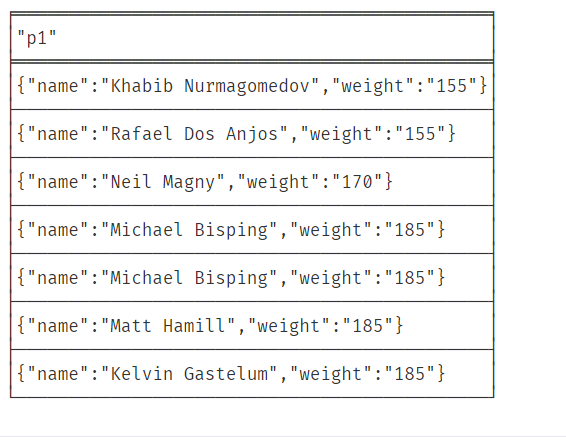 "p1"
{"name":"Khabib Nurmagomedov","weight":"155"}
{"name":"Rafael Dos Anjos","weight":"155"}
{"name":"Neil Magny","weight":"170"}
{"name":"Michael Bisping","weight":"185"}
{"name":"Michael Bisping","weight":"185"}
{"name":"Matt Hamill","weight":"185"}
{"name":"Kelvin Gastelum","weight":"185"}